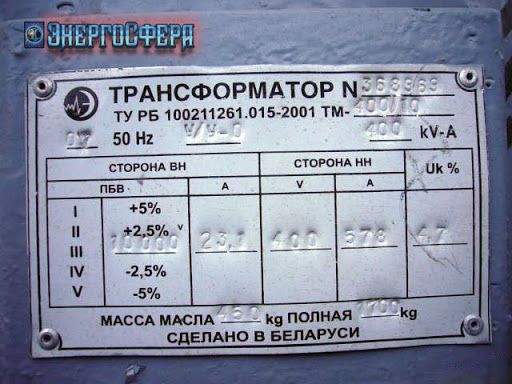 ЭНЕРГОСФЕРА
ТРАНСФОРМАТОР N 368969
ТУ РБ 100211261.015-2001 ТМ- 400/10
07 50 Hz У/У-0 400 kV-A
СТОРОНА ВН СТОРОНА НН Uk %
ПБВ А V А
I +5%
II +2,5% V
III 10000 23,1 400 578 4,7
IV -2,5%
V -5%
МАССА МАСЛА 450 kg ПОЛНАЯ 1700 kg
СДЕЛАНО В БЕЛАРУСИ